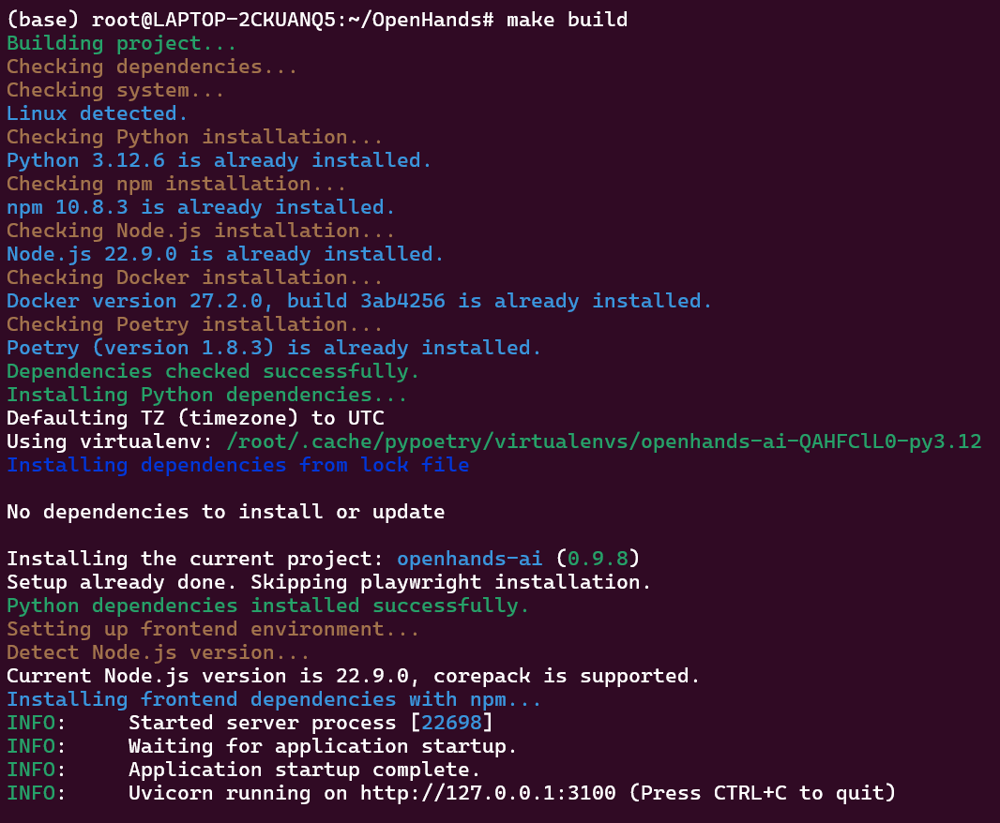 (base) root@LAPTOP-2CKUANQ5:~/OpenHands# make build
Building project...
Checking dependencies...
Checking system...
Linux detected.
Checking Python installation...
Python 3.12.6 is already installed.
Checking npm installation...
npm 10.8.3 is already installed.
Checking Node.js installation...
Node.js 22.9.0 is already installed.
Checking Docker installation...
Docker version 27.2.0, build 3ab4256 is already installed.
Checking Poetry installation...
Poetry (version 1.8.3) is already installed.
Dependencies checked successfully.
Installing Python dependencies...
Defaulting TZ (timezone) to UTC
Using virtualenv: /root/.cache/pypoetry/virtualenvs/openhands-ai-QAHFClL0-py3.12
Installing dependencies from lock file
No dependencies to install or update
Installing the current project: openhands-ai (0.9.8)
Setup already done. Skipping playwright installation.
Python dependencies installed successfully.
Setting up frontend environment...
Detect Node.js version...
Current Node.js version is 22.9.0, corepack is supported.
Installing frontend dependencies with npm...
INFO:     Started server process [22698]
INFO:     Waiting for application startup.
INFO:     Application startup complete.
INFO:     Uvicorn running on http://127.0.0.1:3100 (Press CTRL+C to quit)